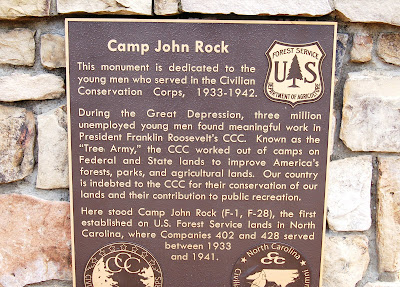 Camp John Rock
This monument is dedicated to the
young men who served in the Civilian
Conservation Corps, 1933-1942.
FOREST SERVICE
U S
DEPARTMENT OF AGRICULTURE
During the Great Depression, three million
unemployed young men found meaningful work in
President Franklin Roosevelt's CCC. Known as the
"Tree Army," the CCC worked out of camps on
Federal and State lands to improve America's
forests, parks, and agricultural lands. Our country
is indebted to the CCC for their conservation of our
lands and their contribution to public recreation.
Here stood Camp John Rock (F-1, F-28), the first
established on U.S. Forest Service lands in North
Carolina, where Companies 402 and 428 served
between 1933
and 1941.
CCC
North Carolina